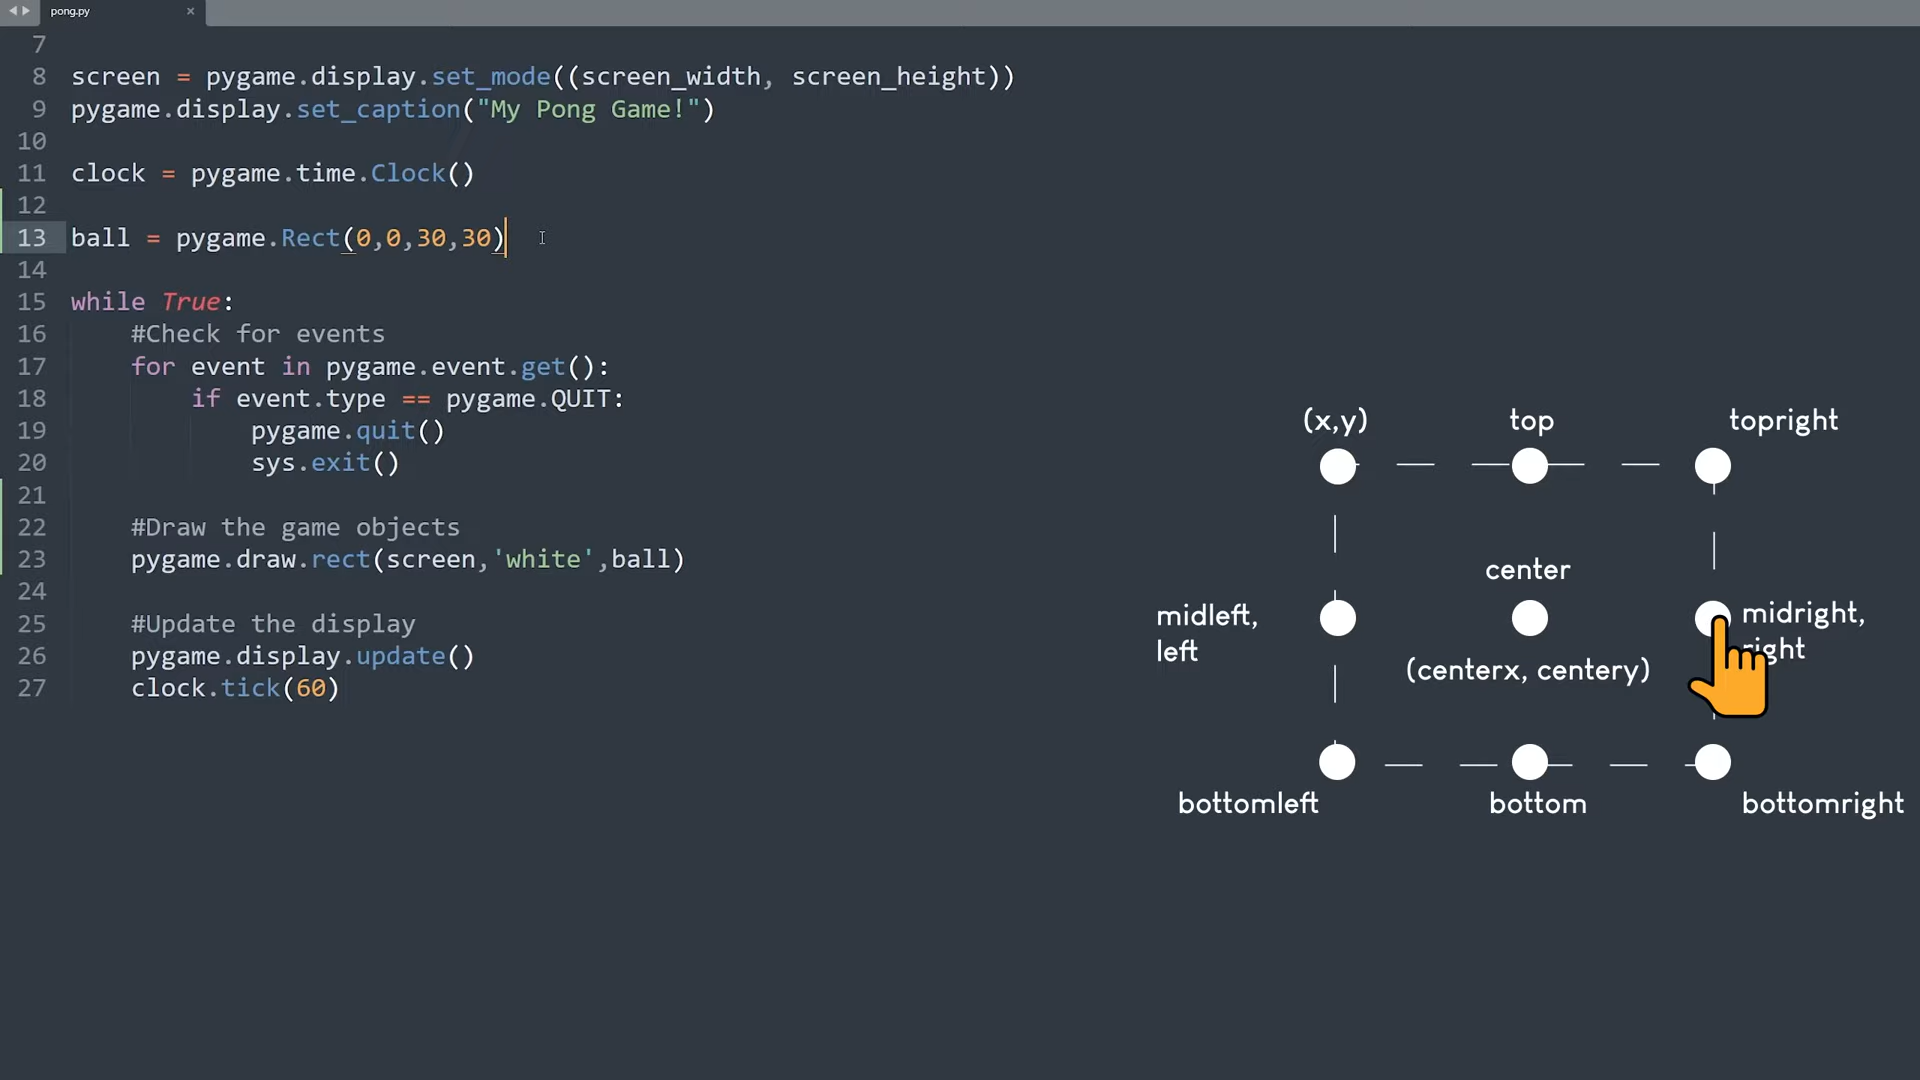 pong.py
7
8 screen = pygame.display.set_mode((screen_width, screen_height))
9 pygame.display.set_caption("My Pong Game!")
10
11 clock = pygame.time.Clock()
12
13 ball = pygame.Rect(0,0,30,30)
14
15 while True:
16     #Check for events
17     for event in pygame.event.get():
18         if event.type == pygame.QUIT:
19             pygame.quit()
20             sys.exit()
21
22     #Draw the game objects
23     pygame.draw.rect(screen,'white',ball)
24
25     #Update the display
26     pygame.display.update()
27     clock.tick(60)
(x,y) top topright
center
midleft,
left
(centerx, centery)
midright,
right
bottomleft bottom bottomright